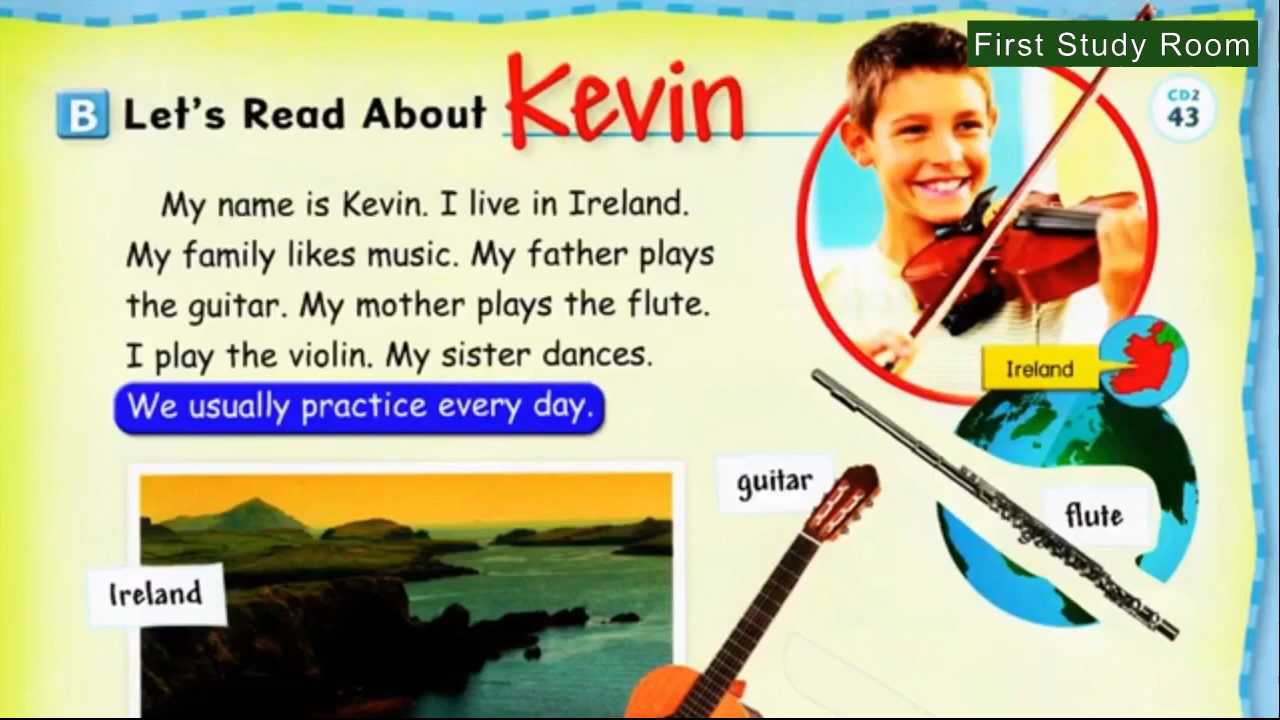 First Study Room
B Let's Read About Kevin
CD2
43
My name is Kevin. I live in Ireland.
My family likes music. My father plays
the guitar. My mother plays the flute.
I play the violin. My sister dances.
We usually practice every day.
Ireland
guitar
flute
Ireland